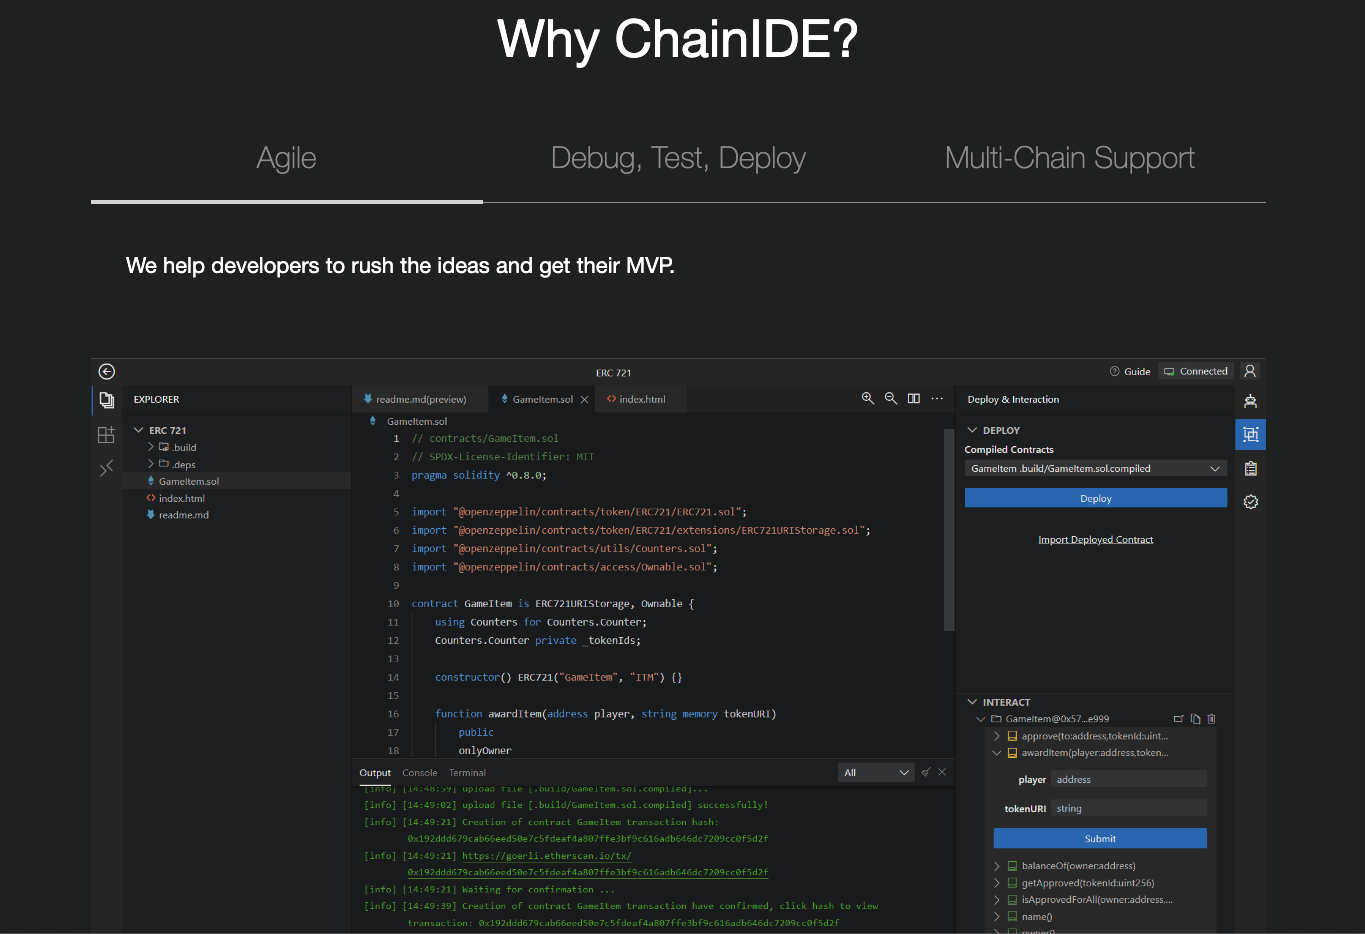 Why ChainIDE?
Agile
Debug, Test, Deploy
Multi-Chain Support
We help developers to rush the ideas and get their MVP.
ERC 721
Guide
Connected
EXPLORER
ERC 721
.build
.deps
GameItem.sol
index.html
readme.md
readme.md(preview)
GameItem.sol
index.html
GameItem.sol
1 // contracts/GameItem.sol
2 // SPDX-License-Identifier: MIT
3 pragma solidity ^0.8.0;
4
5 import "@openzeppelin/contracts/token/ERC721/ERC721.sol";
6 import "@openzeppelin/contracts/token/ERC721/extensions/ERC721URIStorage.sol";
7 import "@openzeppelin/contracts/utils/Counters.sol";
8 import "@openzeppelin/contracts/access/Ownable.sol";
9
10 contract GameItem is ERC721URIStorage, Ownable {
11 using Counters for Counters.Counter;
12 Counters.Counter private _tokenIds;
13
14 constructor() ERC721("GameItem", "ITM") {}
15
16 function awardItem(address player, string memory tokenURI)
17 public
18 onlyOwner
Output
Console
Terminal
All
[info] [14:48:59] upload file [.build/GameItem.sol.compiled]...
[info] [14:49:02] upload file [.build/GameItem.sol.compiled] successfully!
[info] [14:49:21] Creation of contract GameItem transaction hash:
0x192ddd679cab66eed50e7c5fdeaf4a807ffe3bf9c616adb646dc7209cc0f5d2f
[info] [14:49:21] https://goerli.etherscan.io/tx/
0x192ddd679cab66eed50e7c5fdeaf4a807ffe3bf9c616adb646dc7209cc0f5d2f
[info] [14:49:21] Waiting for confirmation ...
[info] [14:49:39] Creation of contract GameItem transaction have confirmed, click hash to view
transaction: 0x192ddd679cab66eed50e7c5fdeaf4a807ffe3bf9c616adb646dc7209cc0f5d2f
Deploy & Interaction
DEPLOY
Compiled Contracts
GameItem .build/GameItem.sol.compiled
Deploy
Import Deployed Contract
INTERACT
GameItem@0x57...e999
approve(to:address,tokenId:uint...
awardItem(player:address,token...
player address
tokenURI string
Submit
balanceOf(owner:address)
getApproved(tokenId:uint256)
isApprovedForAll(owner:address,...
name()
owner()